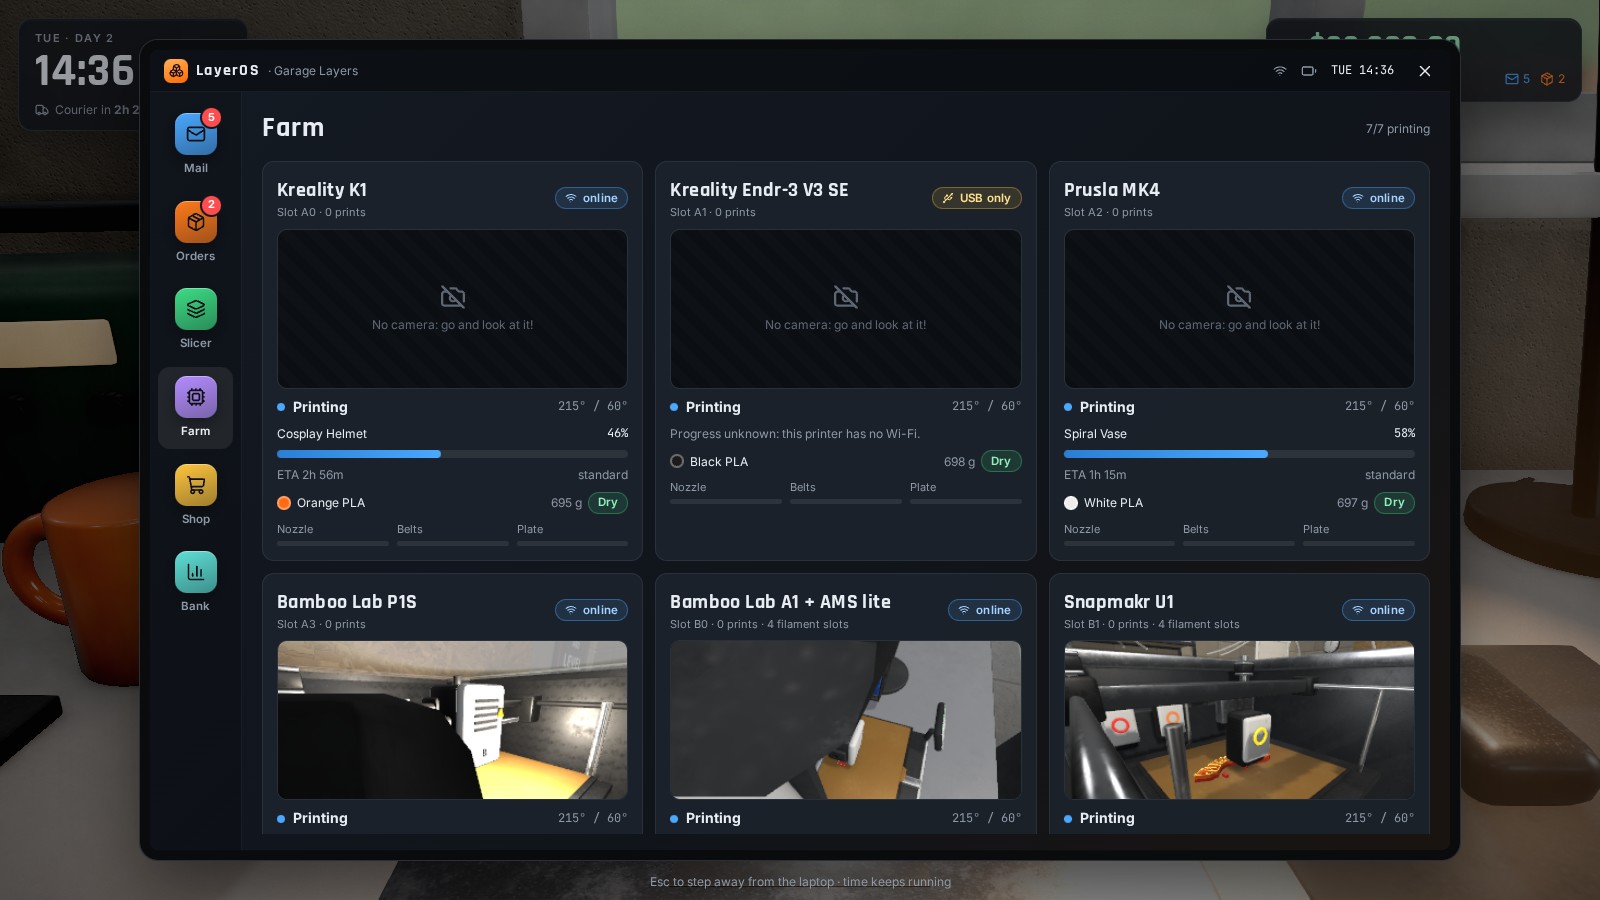 TUE · DAY 2
14:36
Courier in 2h 2
5
2
LayerOS · Garage Layers
TUE 14:36
5
Mail
2
Orders
Slicer
Farm
Shop
Bank
Farm
7/7 printing
Kreality K1
Slot A0 · 0 prints
online
No camera: go and look at it!
Printing
215° / 60°
Cosplay Helmet
46%
ETA 2h 56m
standard
Orange PLA
695 g
Dry
Nozzle
Belts
Plate
Kreality Endr-3 V3 SE
Slot A1 · 0 prints
USB only
No camera: go and look at it!
Printing
215° / 60°
Progress unknown: this printer has no Wi-Fi.
Black PLA
698 g
Dry
Nozzle
Belts
Plate
Prusla MK4
Slot A2 · 0 prints
online
No camera: go and look at it!
Printing
215° / 60°
Spiral Vase
58%
ETA 1h 15m
standard
White PLA
697 g
Dry
Nozzle
Belts
Plate
Bamboo Lab P1S
Slot A3 · 0 prints
online
Printing
215° / 60°
Bamboo Lab A1 + AMS lite
Slot B0 · 0 prints · 4 filament slots
online
Printing
215° / 60°
Snapmakr U1
Slot B1 · 0 prints · 4 filament slots
online
Printing
215° / 60°
Esc to step away from the laptop · time keeps running